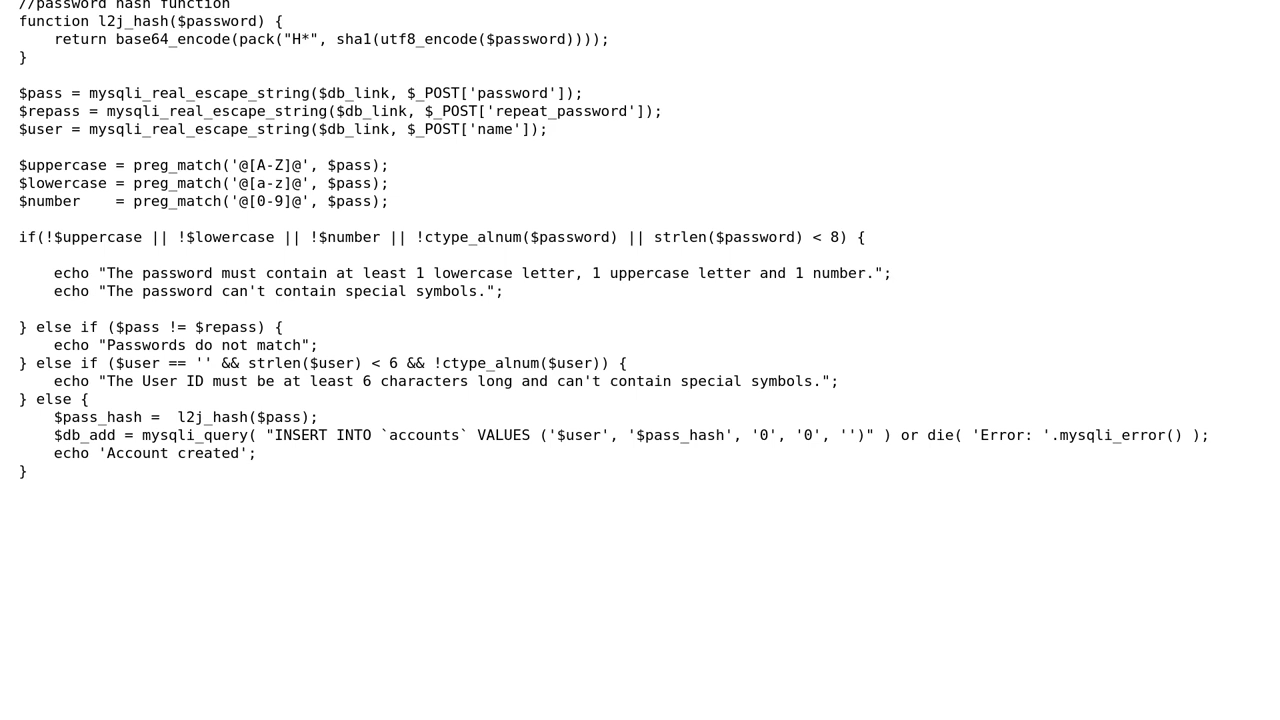 //password hash function
function l2j_hash($password) {
    return base64_encode(pack("H*", sha1(utf8_encode($password))));
}

$pass = mysqli_real_escape_string($db_link, $_POST['password']);
$repass = mysqli_real_escape_string($db_link, $_POST['repeat_password']);
$user = mysqli_real_escape_string($db_link, $_POST['name']);

$uppercase = preg_match('@[A-Z]@', $pass);
$lowercase = preg_match('@[a-z]@', $pass);
$number    = preg_match('@[0-9]@', $pass);

if(!$uppercase || !$lowercase || !$number || !ctype_alnum($password) || strlen($password) < 8) {

    echo "The password must contain at least 1 lowercase letter, 1 uppercase letter and 1 number.";
    echo "The password can't contain special symbols.";

} else if ($pass != $repass) {
    echo "Passwords do not match";
} else if ($user == '' && strlen($user) < 6 && !ctype_alnum($user)) {
    echo "The User ID must be at least 6 characters long and can't contain special symbols.";
} else {
    $pass_hash =  l2j_hash($pass);
    $db_add = mysqli_query( "INSERT INTO `accounts` VALUES ('$user', '$pass_hash', '0', '0', '')" ) or die( 'Error: '.mysqli_error() );
    echo 'Account created';
}